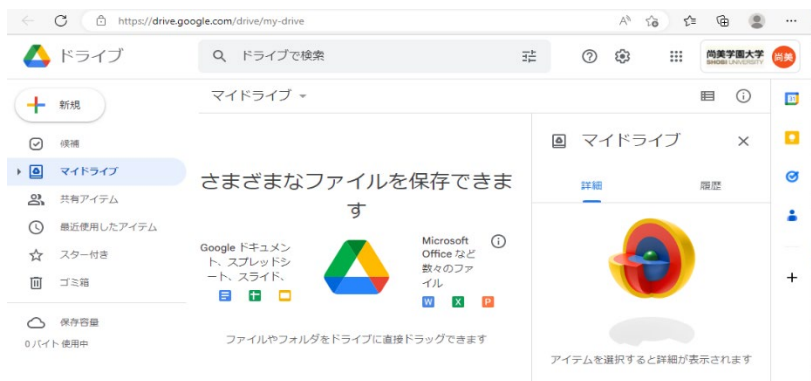 https://drive.google.com/drive/my-drive
ドライブ
ドライブで検索
尚美学園大学
SHOBI UNIVERSITY
尚美
新規
候補
マイドライブ
共有アイテム
最近使用したアイテム
スター付き
ゴミ箱
保存容量
0 バイト 使用中
マイドライブ
さまざまなファイルを保存できま
す
Google ドキュメン
ト、スプレッドシ
ート、スライド、
Microsoft
Office など
数々のファ
イル
W X P
ファイルやフォルダをドライブに直接ドラッグできます
マイドライブ
詳細
履歴
アイテムを選択すると詳細が表示されます
31